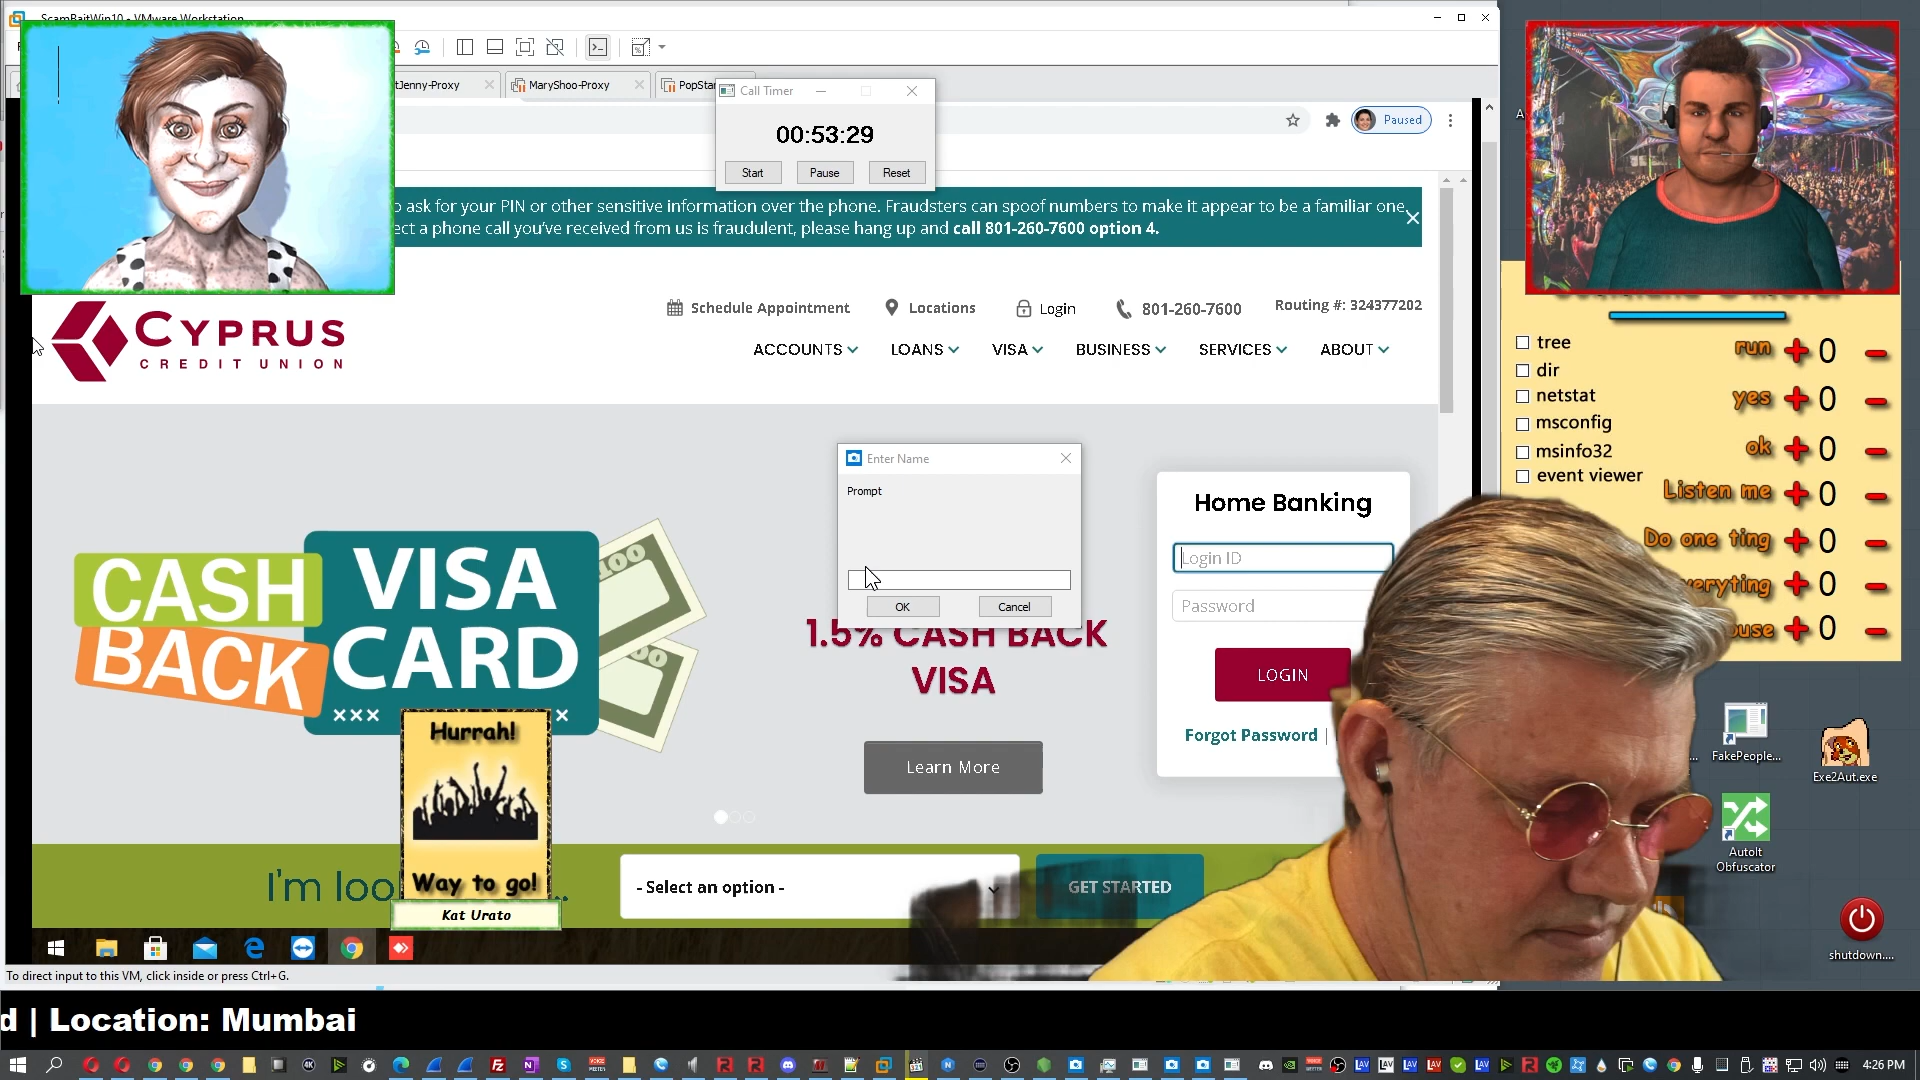 ScamBaitWin10 - VMware Workstation
tJenny-Proxy
MaryShoo-Proxy
PopSta
Call Timer
00:53:29
Start
Pause
Reset
Paused
o ask for your PIN or other sensitive information over the phone. Fraudsters can spoof numbers to make it appear to be a familiar one.
ect a phone call you've received from us is fraudulent, please hang up and call 801-260-7600 option 4.
CYPRUS
CREDIT UNION
Schedule Appointment
Locations
Login
801-260-7600
Routing #: 324377202
ACCOUNTS
LOANS
VISA
BUSINESS
SERVICES
ABOUT
Enter Name
Prompt
OK
Cancel
Home Banking
Login ID
Password
LOGIN
Forgot Password |
CASH
BACK
VISA
CARD
xxx
x
100
1.5% CASH BACK
VISA
Learn More
Hurrah!
Way to go!
Kat Urato
I'm loo
- Select an option -
GET STARTED
tree
dir
netstat
msconfig
msinfo32
event viewer
run + 0 -
yes + 0 -
ok + 0 -
Listen me + 0 -
Do one ting + 0 -
veryting + 0 -
ouse + 0 -
FakePeople...
Exe2Aut.exe
AutoIt
Obfuscator
shutdown....
To direct input to this VM, click inside or press Ctrl+G.
d | Location: Mumbai
4:26 PM